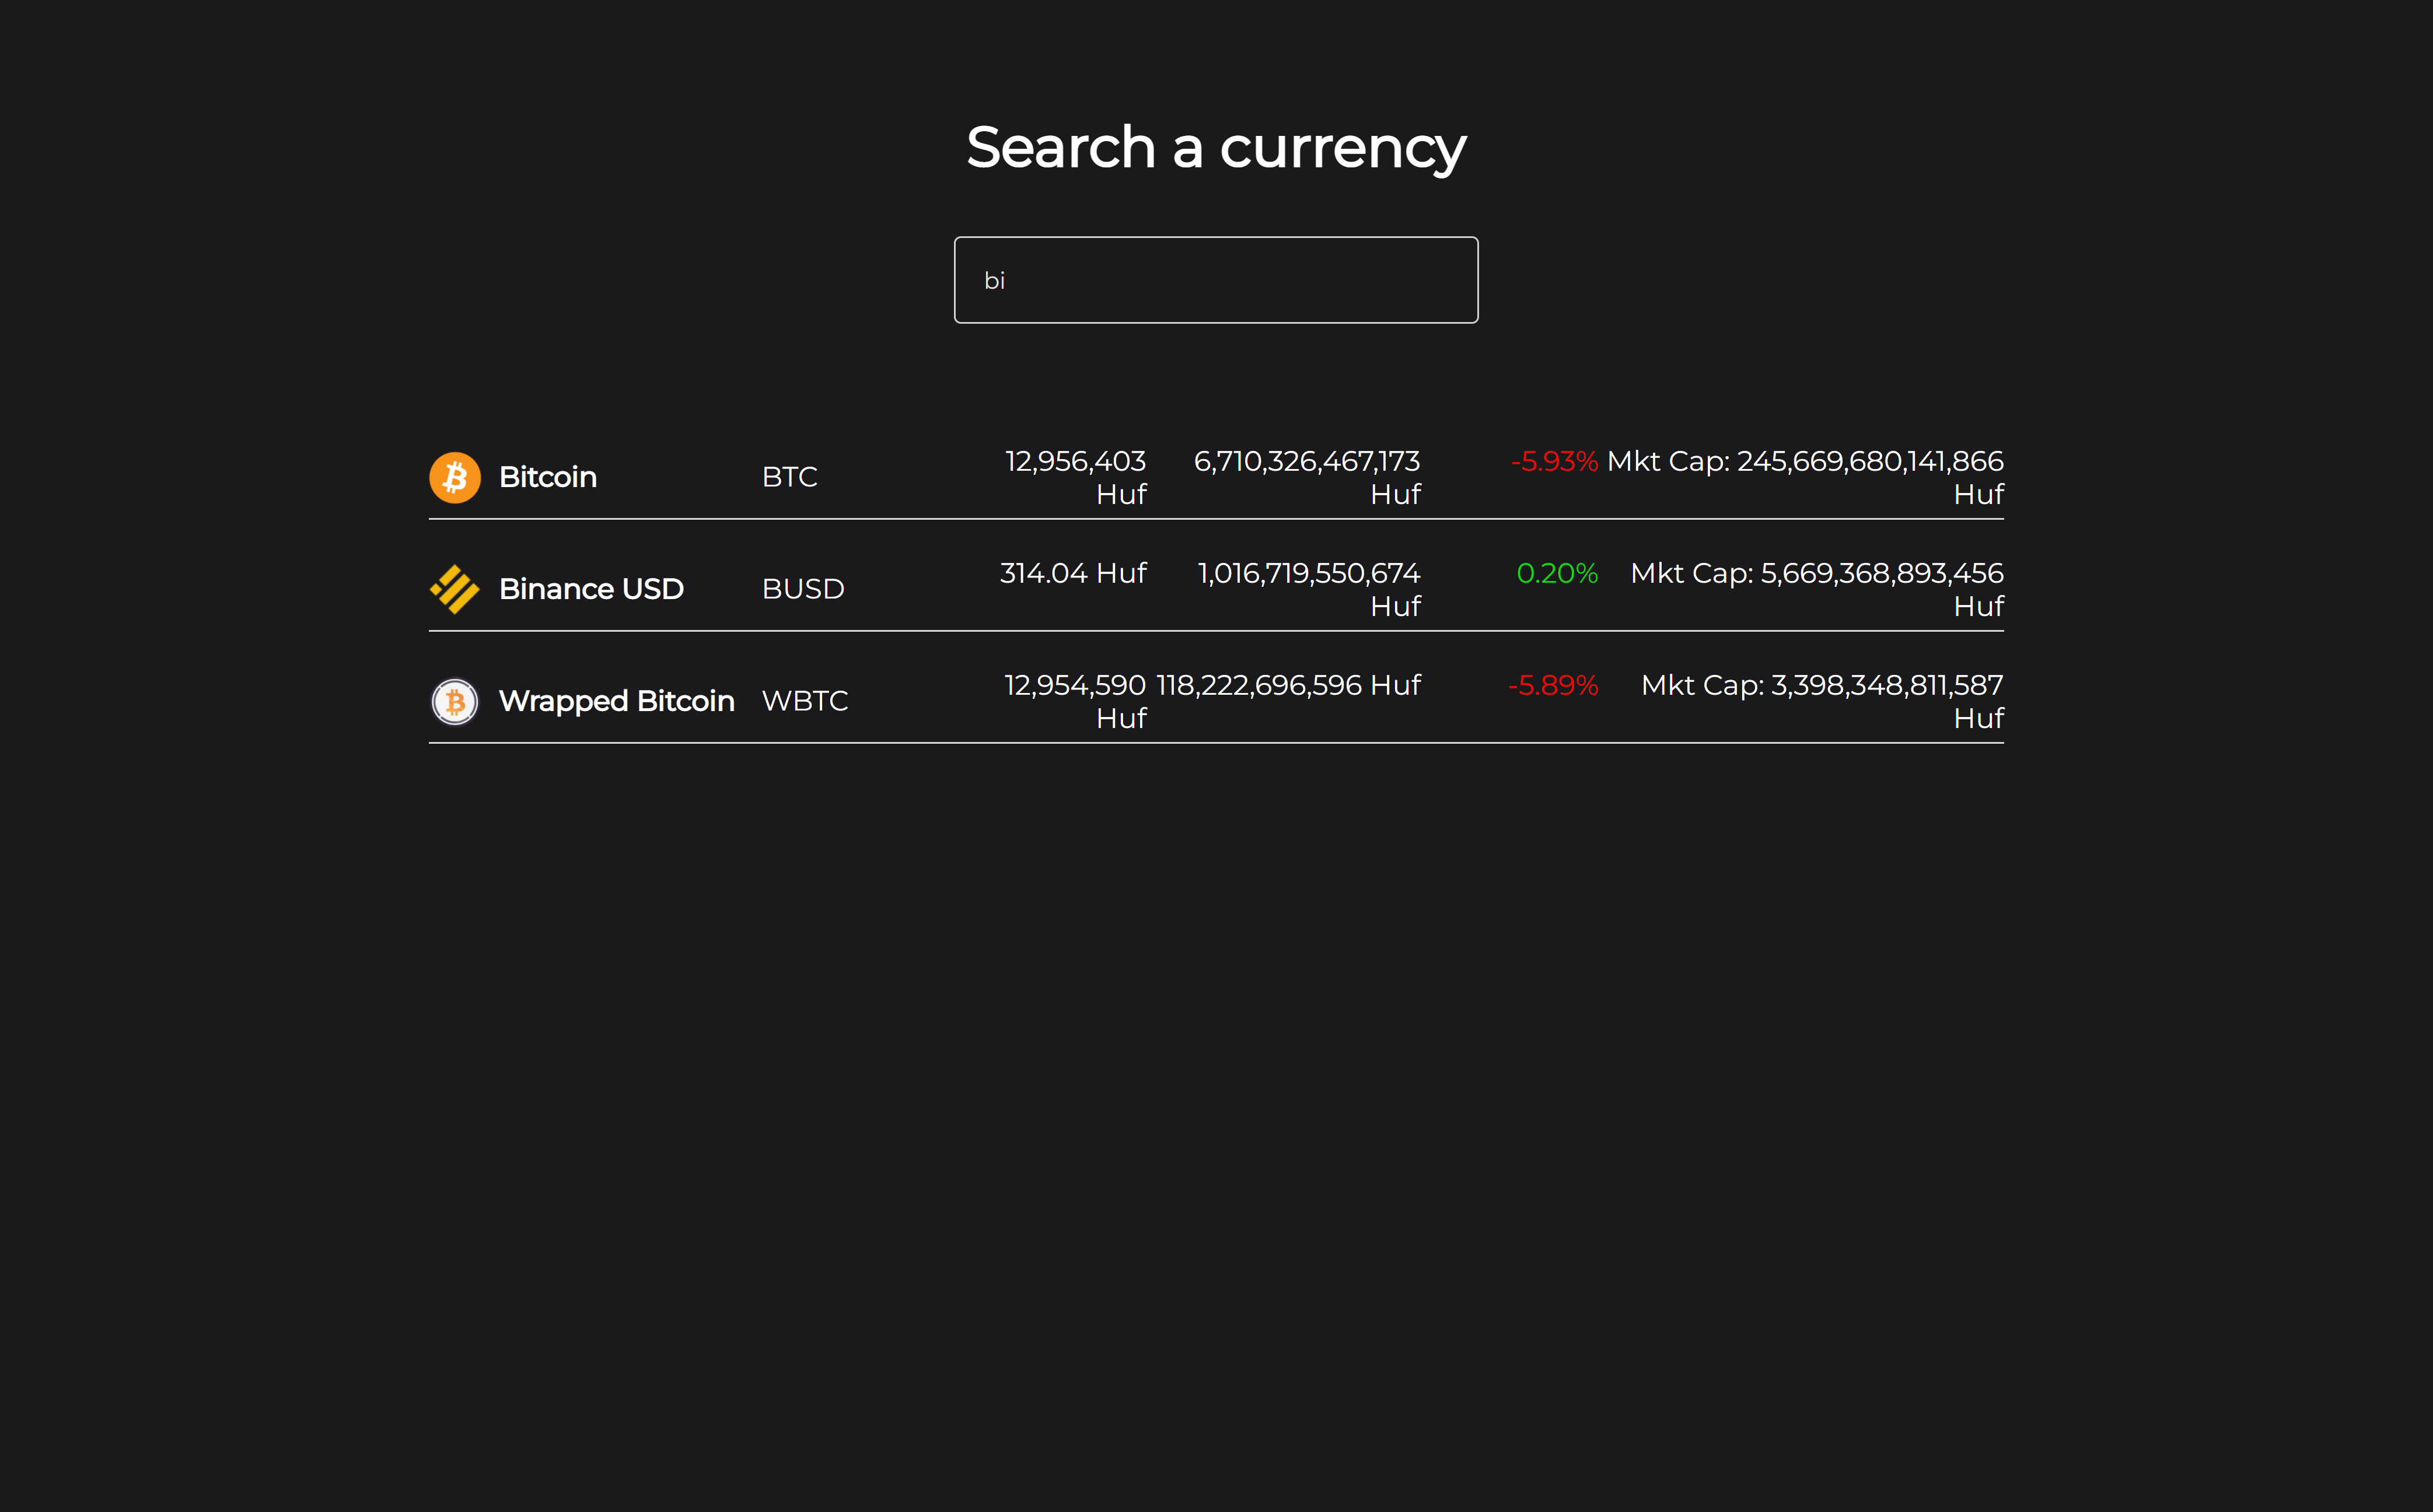 Search a currency
bi
Bitcoin BTC 12,956,403 Huf 6,710,326,467,173 Huf -5.93% Mkt Cap: 245,669,680,141,866 Huf
Binance USD BUSD 314.04 Huf 1,016,719,550,674 Huf 0.20% Mkt Cap: 5,669,368,893,456 Huf
Wrapped Bitcoin WBTC 12,954,590 Huf 118,222,696,596 Huf -5.89% Mkt Cap: 3,398,348,811,587 Huf